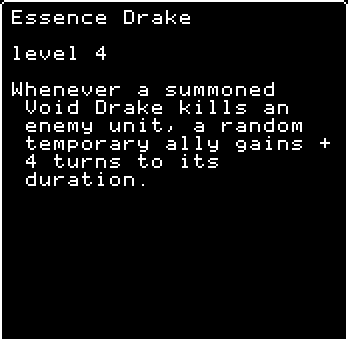 Essence Drake
level 4
Whenever a summoned
Void Drake kills an
enemy unit, a random
temporary ally gains +
4 turns to its
duration.